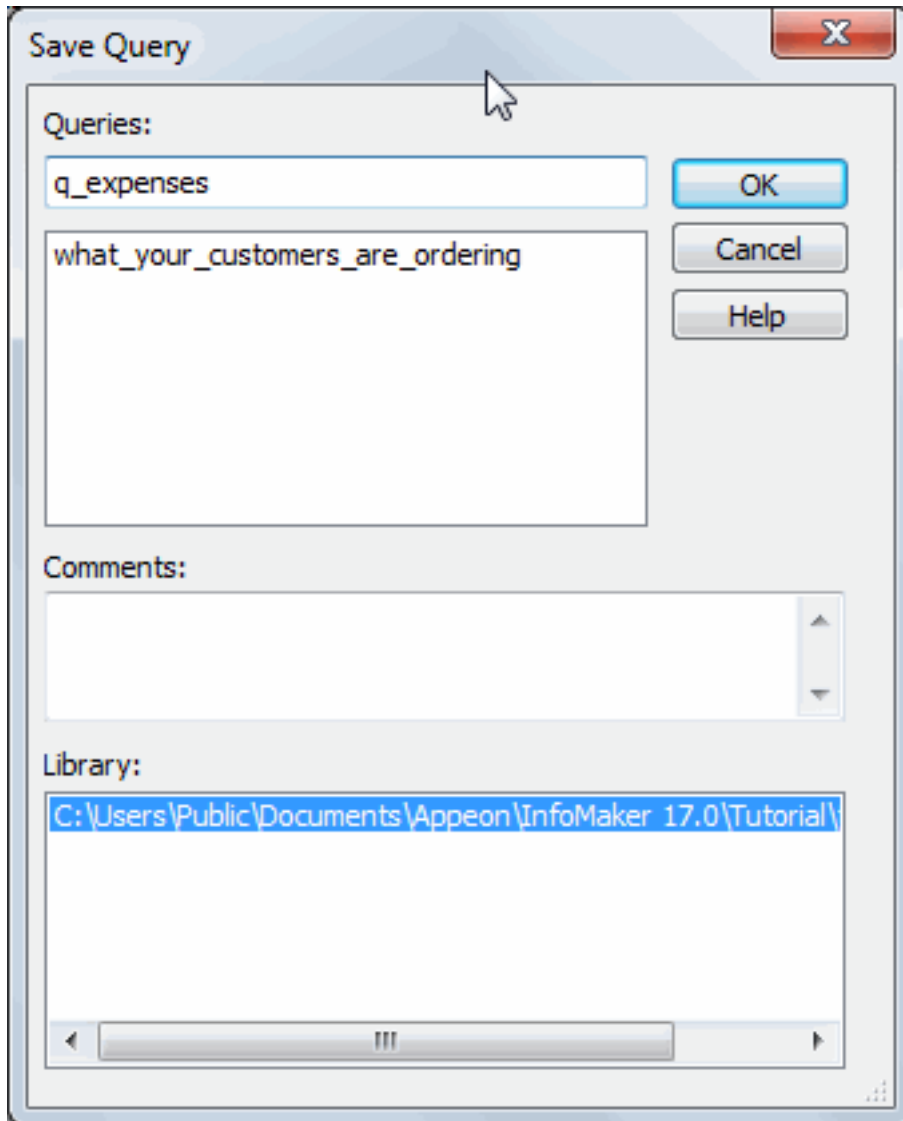 Save Query
Queries:
q_expenses
OK
what_your_customers_are_ordering
Cancel
Help
Comments:
Library:
C:\Users\Public\Documents\Appeon\InfoMaker 17.0\Tutorial\